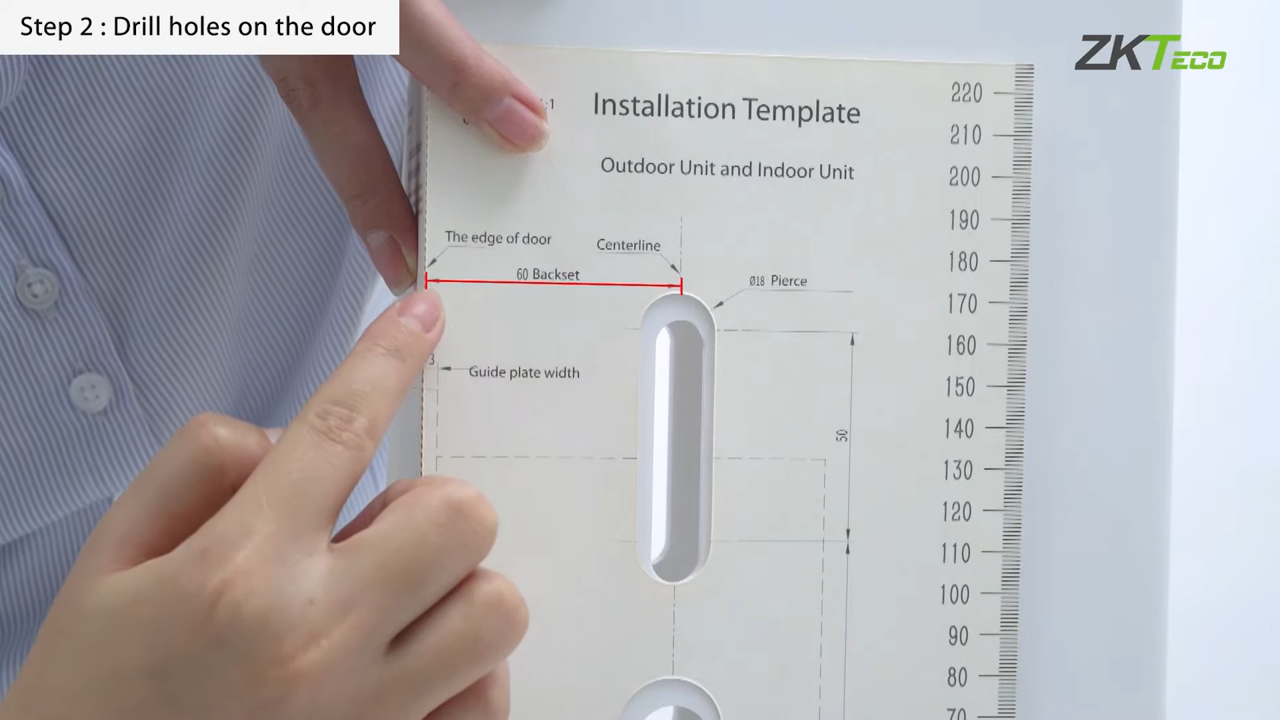 Step 2 : Drill holes on the door
ZKTeco
Installation Template
Outdoor Unit and Indoor Unit
The edge of door
Centerline
60 Backset
Ø18 Pierce
3
Guide plate width
50
220
210
200
190
180
170
160
150
140
130
120
110
100
90
80
70